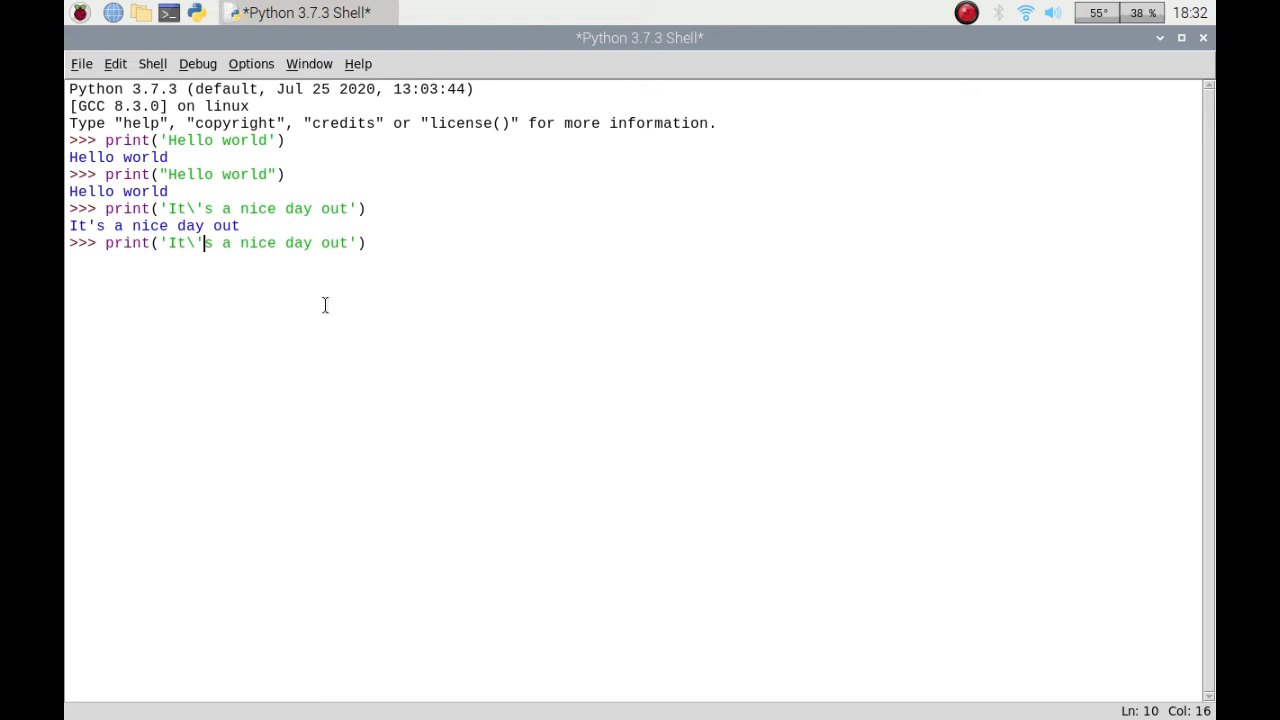 *Python 3.7.3 Shell*
55° 38 % 18:32
*Python 3.7.3 Shell*
File Edit Shell Debug Options Window Help
Python 3.7.3 (default, Jul 25 2020, 13:03:44)
[GCC 8.3.0] on linux
Type "help", "copyright", "credits" or "license()" for more information.
>>> print('Hello world')
Hello world
>>> print("Hello world")
Hello world
>>> print('It\'s a nice day out')
It's a nice day out
>>> print('It\'s a nice day out')
Ln: 10 Col: 16